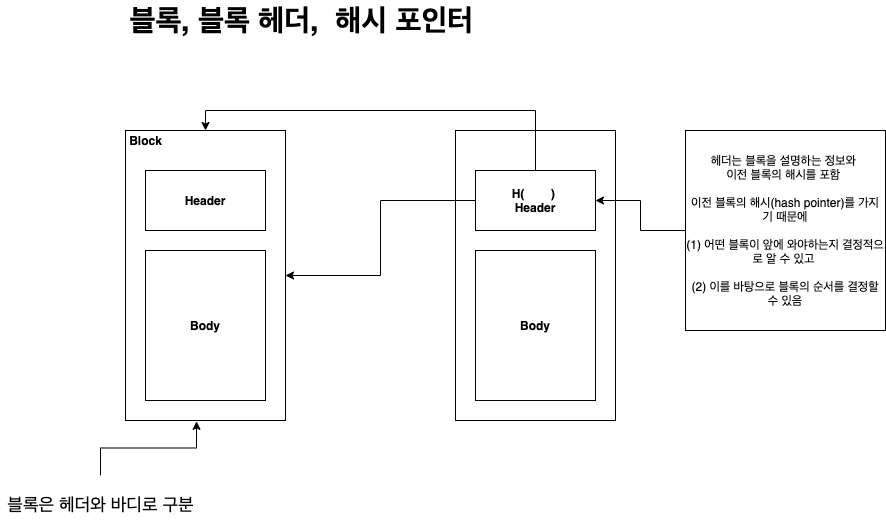 블록, 블록 헤더, 해시 포인터
Block
Header
Body
H( )
Header
Body
헤더는 블록을 설명하는 정보와
이전 블록의 해시를 포함
이전 블록의 해시(hash pointer)를 가지
기 때문에
(1) 어떤 블록이 앞에 와야하는지 결정적으
로 알 수 있고
(2) 이를 바탕으로 블록의 순서를 결정할
수 있음
블록은 헤더와 바디로 구분